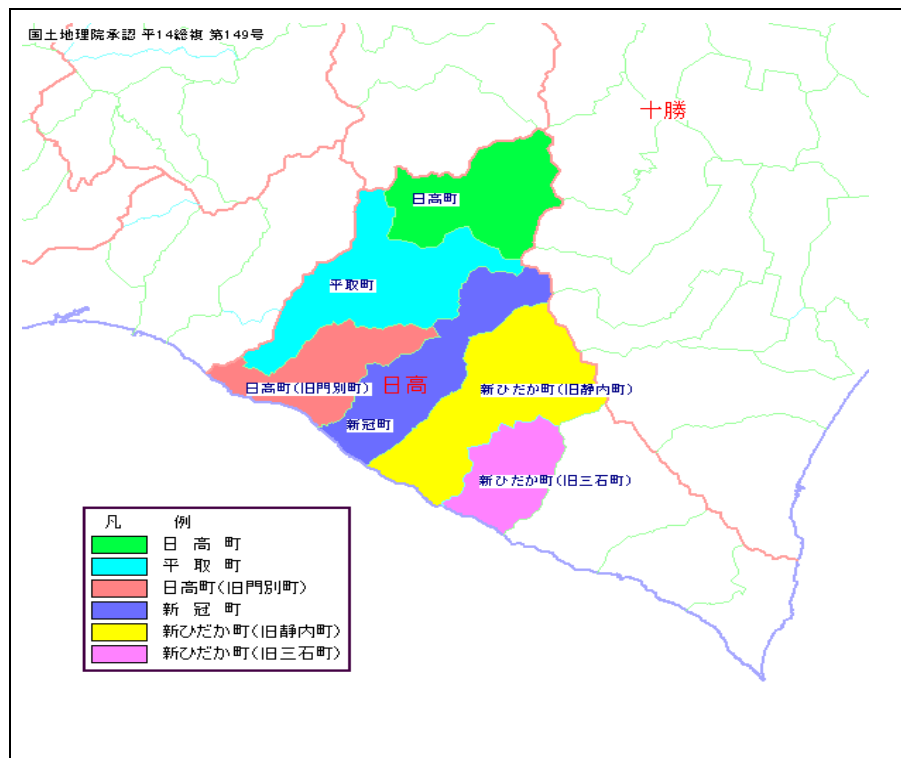 国土地理院承認 平14総複 第149号
十勝
日高町
平取町
日高町(旧門別町)
日高
新ひだか町(旧静内町)
新冠町
新ひだか町(旧三石町)
凡 例
日 高 町
平 取 町
日高町(旧門別町)
新 冠 町
新ひだか町(旧静内町)
新ひだか町(旧三石町)